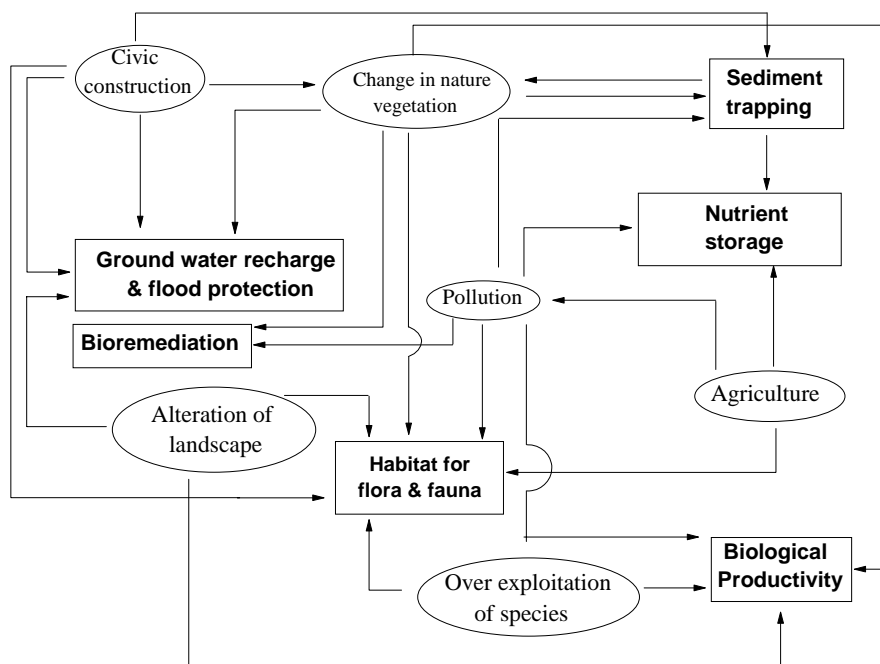 Civic
construction
Change in nature
vegetation
Sediment
trapping
Nutrient
storage
Ground water recharge
& flood protection
Pollution
Bioremediation
Agriculture
Alteration of
landscape
Habitat for
flora & fauna
Biological
Productivity
Over exploitation
of species